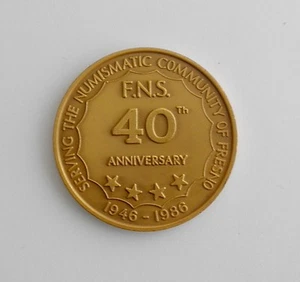 SERVING THE NUMISMATIC COMMUNITY OF FRESNO
F.N.S.
40Th
ANNIVERSARY
1946-1986